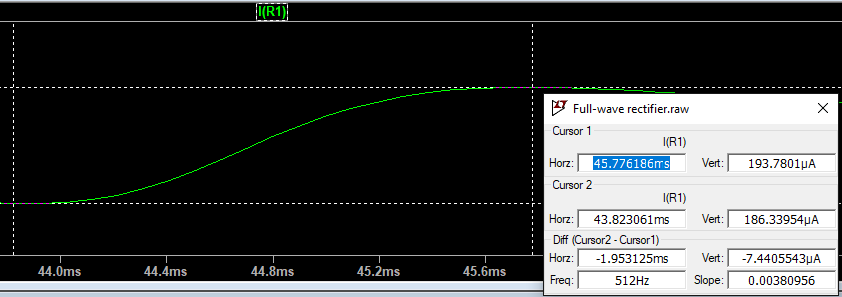 I(R1)
Full-wave rectifier.raw
Cursor 1
I(R1)
Horz: 45.776186ms Vert: 193.7801µA
Cursor 2
I(R1)
Horz: 43.823061ms Vert: 186.33954µA
Diff (Cursor2 - Cursor1)
Horz: -1.953125ms Vert: -7.4405543µA
Freq: 512Hz Slope: 0.00380956
44.0ms 44.4ms 44.8ms 45.2ms 45.6ms